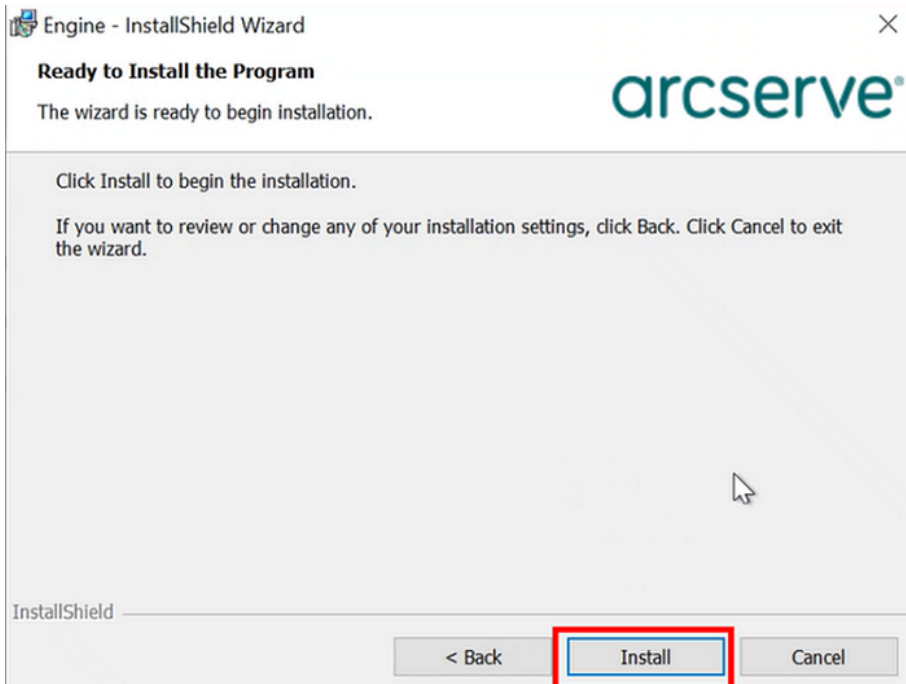 Engine - InstallShield Wizard
Ready to Install the Program
The wizard is ready to begin installation.
arcserve®
Click Install to begin the installation.
If you want to review or change any of your installation settings, click Back. Click Cancel to exit
the wizard.
InstallShield
< Back
Install
Cancel